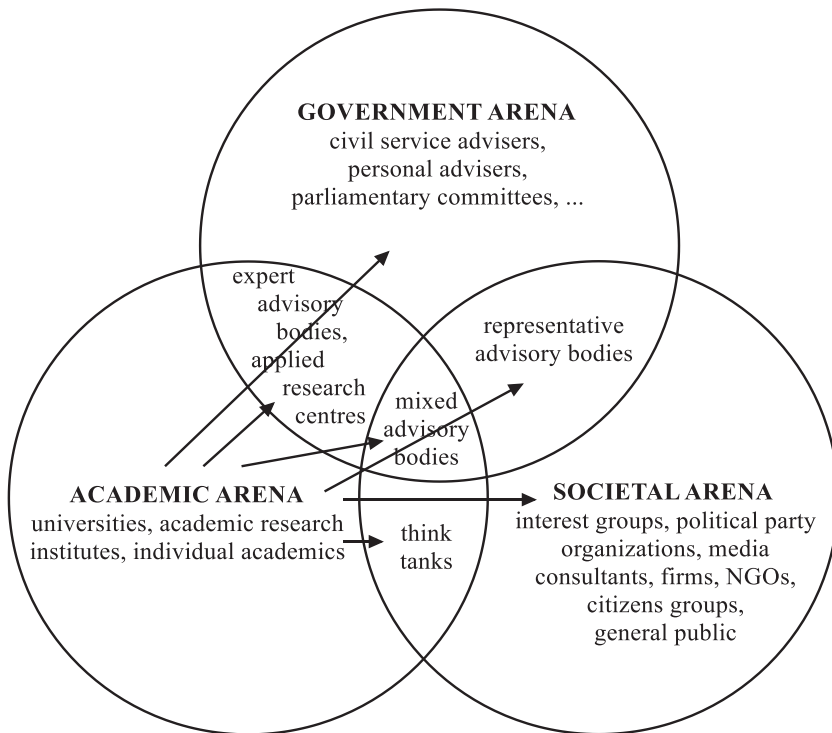 GOVERNMENT ARENA
civil service advisers,
personal advisers,
parliamentary committees, ...
expert
advisory
bodies,
applied
research
centres
representative
advisory bodies
mixed
advisory
bodies
ACADEMIC ARENA
universities, academic research
institutes, individual academics
think
tanks
SOCIETAL ARENA
interest groups, political party
organizations, media
consultants, firms, NGOs,
citizens groups,
general public